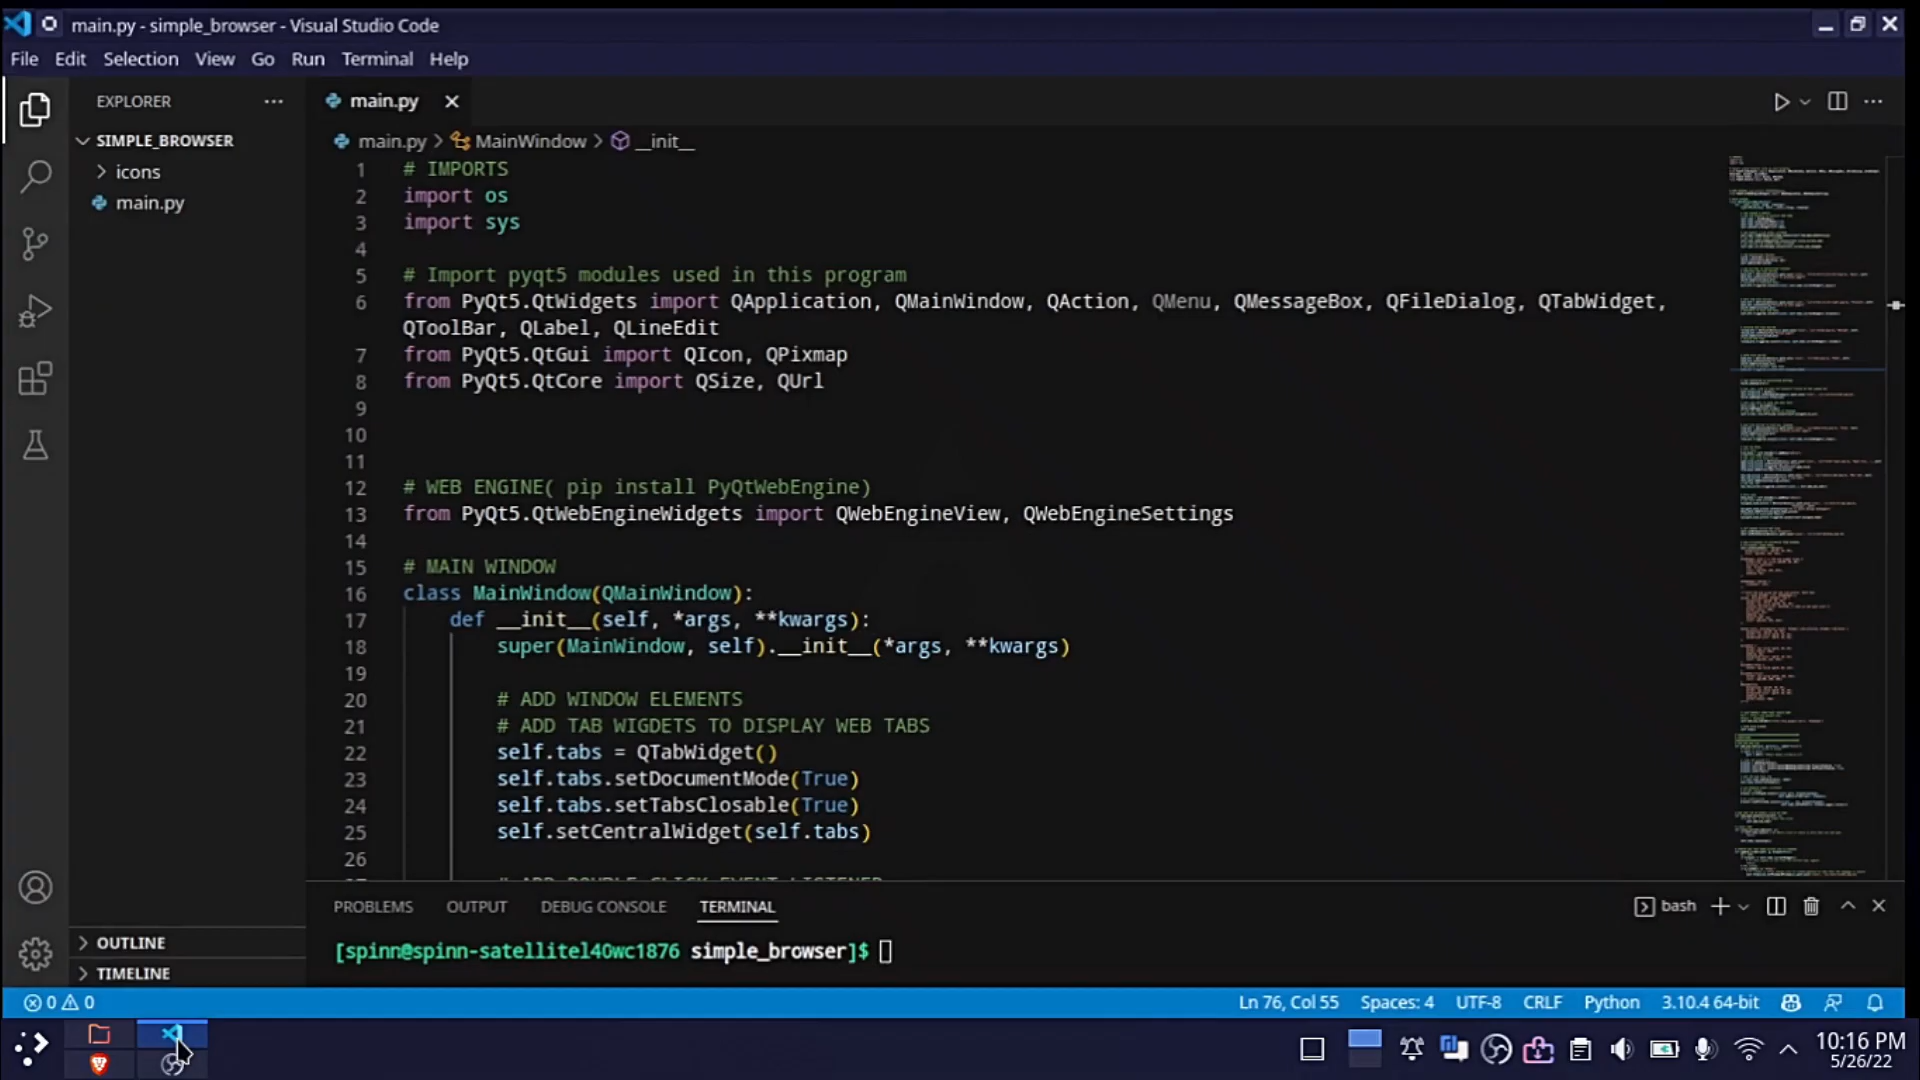 main.py - simple_browser - Visual Studio Code
File Edit Selection View Go Run Terminal Help
EXPLORER
SIMPLE_BROWSER
icons
main.py
main.py
main.py > MainWindow > __init__
1 # IMPORTS
2 import os
3 import sys
4
5 # Import pyqt5 modules used in this program
6 from PyQt5.QtWidgets import QApplication, QMainWindow, QAction, QMenu, QMessageBox, QFileDialog, QTabWidget,
QToolBar, QLabel, QLineEdit
7 from PyQt5.QtGui import QIcon, QPixmap
8 from PyQt5.QtCore import QSize, QUrl
9
10
11
12 # WEB ENGINE( pip install PyQtWebEngine)
13 from PyQt5.QtWebEngineWidgets import QWebEngineView, QWebEngineSettings
14
15 # MAIN WINDOW
16 class MainWindow(QMainWindow):
17 def __init__(self, *args, **kwargs):
18 super(MainWindow, self).__init__(*args, **kwargs)
19
20 # ADD WINDOW ELEMENTS
21 # ADD TAB WIGDETS TO DISPLAY WEB TABS
22 self.tabs = QTabWidget()
23 self.tabs.setDocumentMode(True)
24 self.tabs.setTabsClosable(True)
25 self.setCentralWidget(self.tabs)
26
27 # ADD DOUBLE CLICK EVENT LISTENER
PROBLEMS OUTPUT DEBUG CONSOLE TERMINAL
bash
[spinn@spinn-satellitel40wc1876 simple_browser]$
OUTLINE
TIMELINE
0 0
Ln 76, Col 55 Spaces: 4 UTF-8 CRLF Python 3.10.4 64-bit
10:16 PM
5/26/22